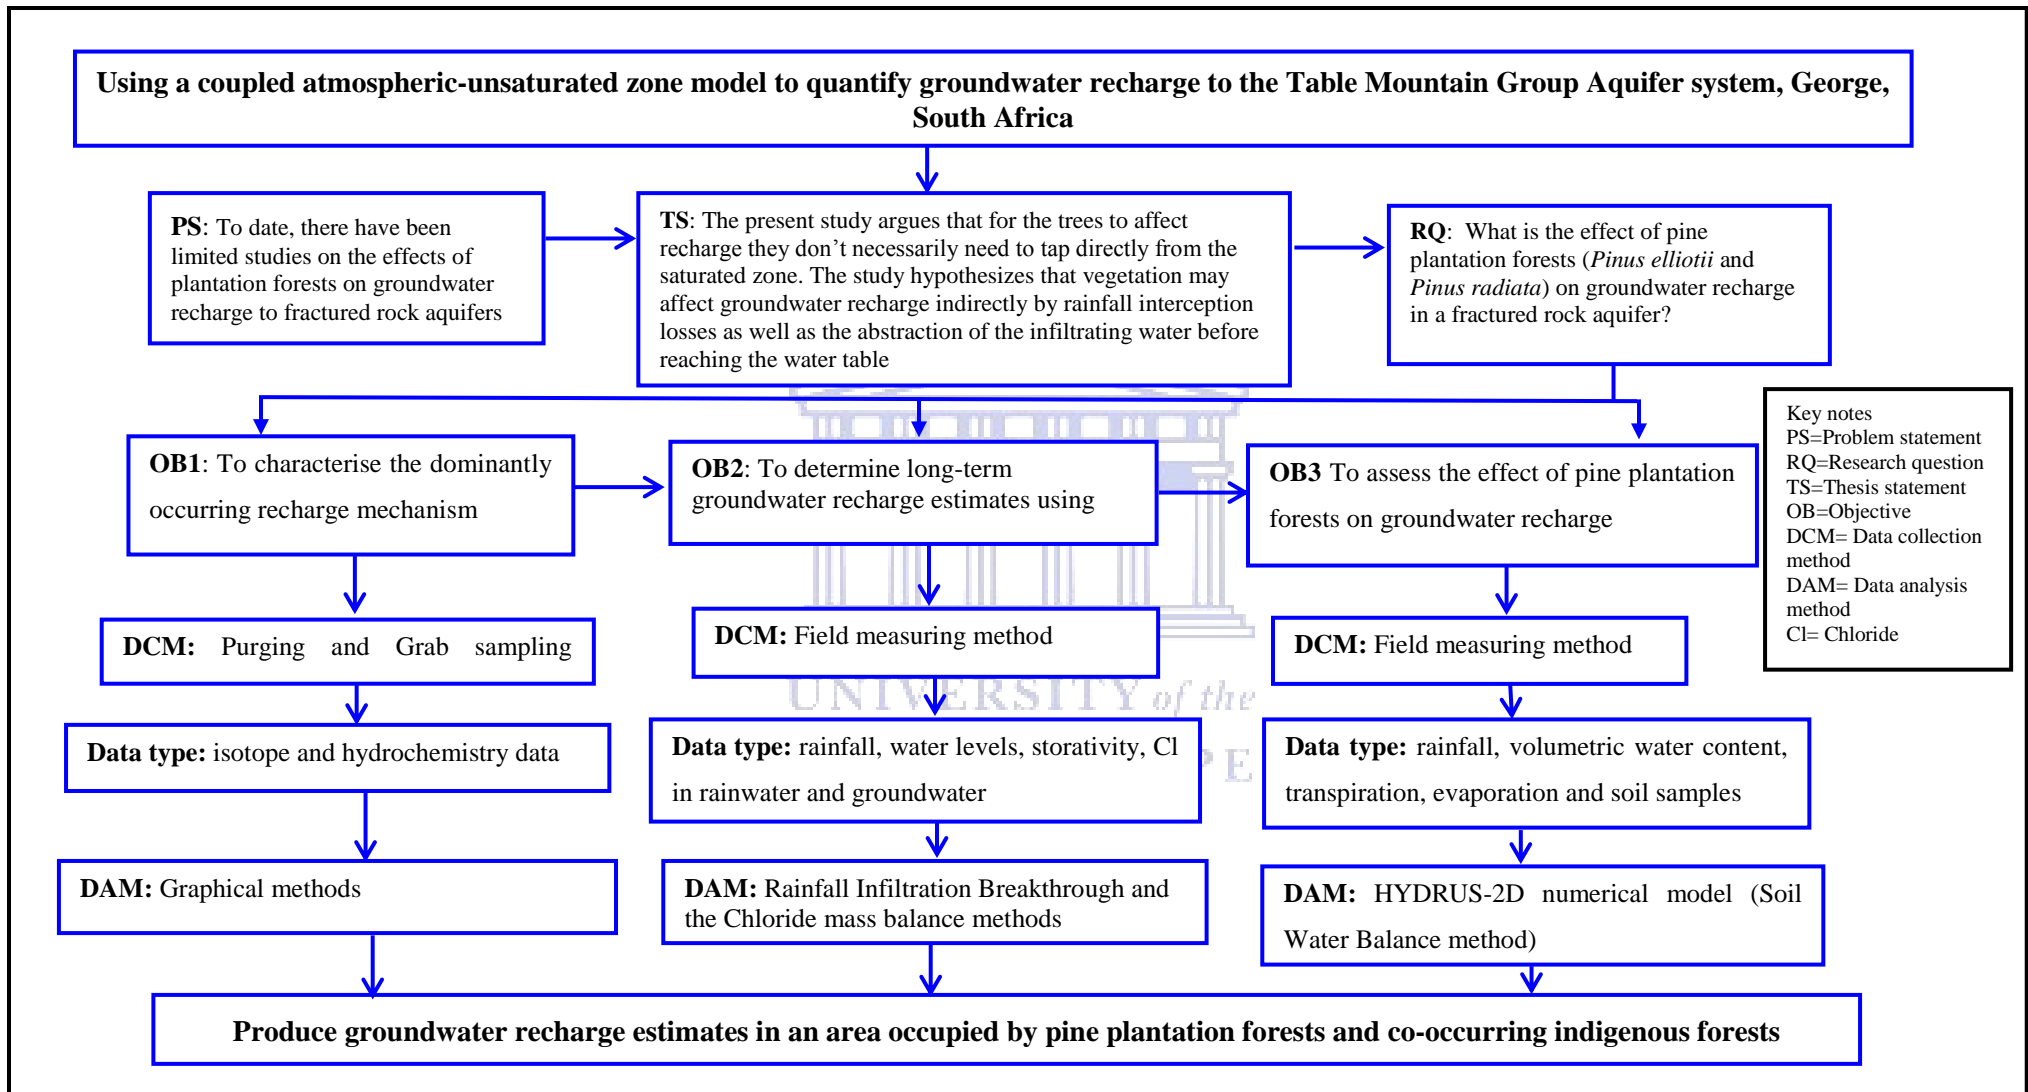 Using a coupled atmospheric-unsaturated zone model to quantify groundwater recharge to the Table Mountain Group Aquifer system, George,
South Africa
PS: To date, there have been
limited studies on the effects of
plantation forests on groundwater
recharge to fractured rock aquifers
TS: The present study argues that for the trees to affect
recharge they don’t necessarily need to tap directly from the
saturated zone. The study hypothesizes that vegetation may
affect groundwater recharge indirectly by rainfall interception
losses as well as the abstraction of the infiltrating water before
reaching the water table
RQ: What is the effect of pine
plantation forests (Pinus elliotii and
Pinus radiata) on groundwater recharge
in a fractured rock aquifer?
Key notes
PS=Problem statement
RQ=Research question
TS=Thesis statement
OB=Objective
DCM= Data collection
method
DAM= Data analysis
method
Cl= Chloride
OB1: To characterise the dominantly
occurring recharge mechanism
OB2: To determine long-term
groundwater recharge estimates using
OB3 To assess the effect of pine plantation
forests on groundwater recharge
DCM: Purging and Grab sampling
DCM: Field measuring method
DCM: Field measuring method
UNIVERSITY of the
PE
Data type: isotope and hydrochemistry data
Data type: rainfall, water levels, storativity, Cl
in rainwater and groundwater
Data type: rainfall, volumetric water content,
transpiration, evaporation and soil samples
DAM: Graphical methods
DAM: Rainfall Infiltration Breakthrough and
the Chloride mass balance methods
DAM: HYDRUS-2D numerical model (Soil
Water Balance method)
Produce groundwater recharge estimates in an area occupied by pine plantation forests and co-occurring indigenous forests